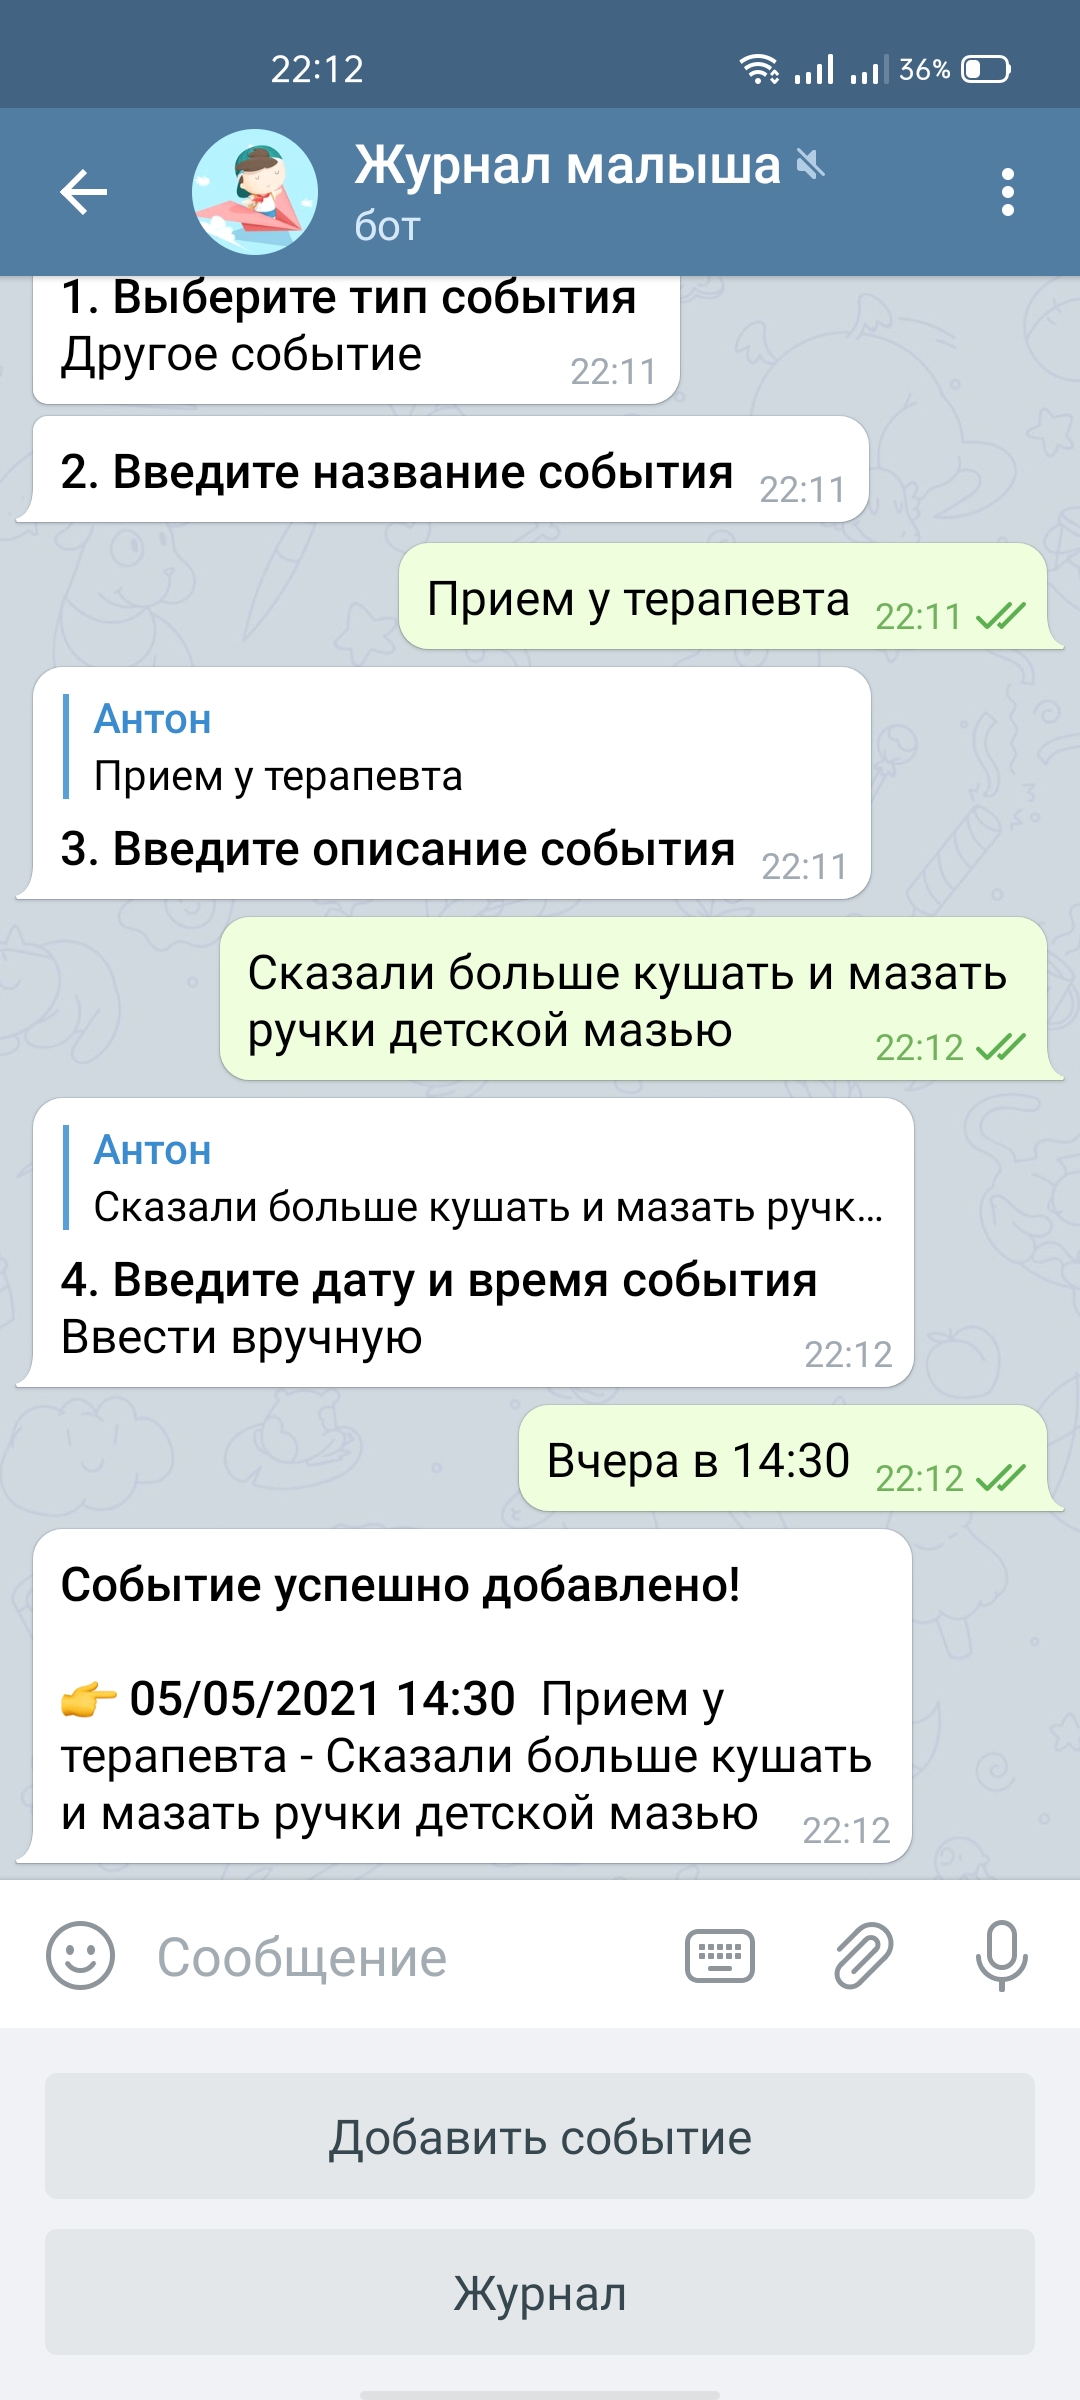 22:12
36%
Журнал малыша
бот
1. Выберите тип события
Другое событие
22:11
2. Введите название события
22:11
Прием у терапевта
22:11
Антон
Прием у терапевта
3. Введите описание события
22:11
Сказали больше кушать и мазать
ручки детской мазью
22:12
Антон
Сказали больше кушать и мазать ручк...
4. Введите дату и время события
Ввести вручную
22:12
Вчера в 14:30
22:12
Событие успешно добавлено!
👉 05/05/2021 14:30 Прием у
терапевта - Сказали больше кушать
и мазать ручки детской мазью
22:12
Сообщение
Добавить событие
Журнал